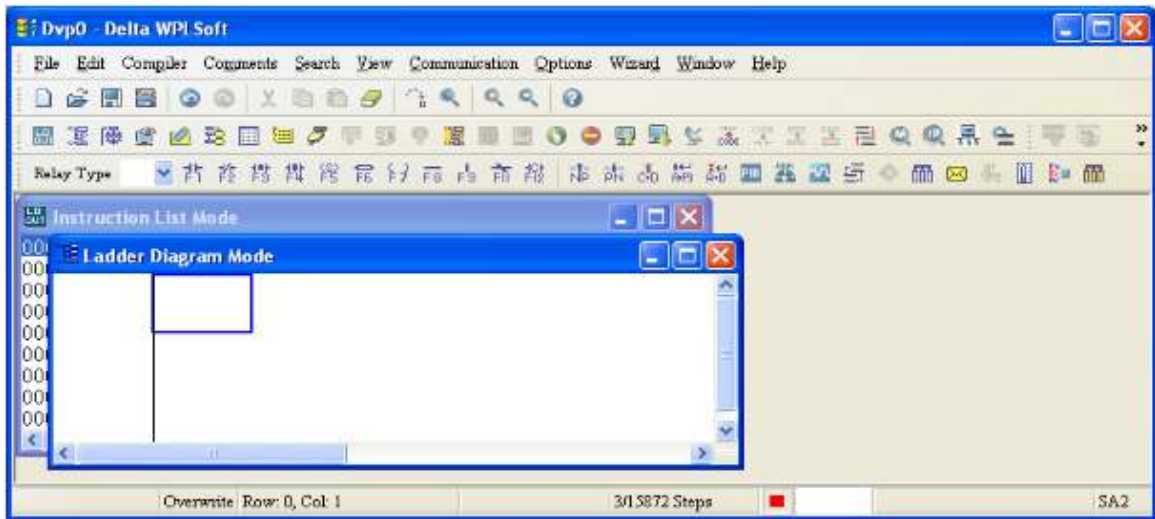 Dvp0 - Delta WPLSoft
File Edit Compiler Comments Search View Communication Options Wizard Window Help
Relay Type
Instruction List Mode
Ladder Diagram Mode
Overwrite Row: 0, Col: 1 3/15872 Steps SA2